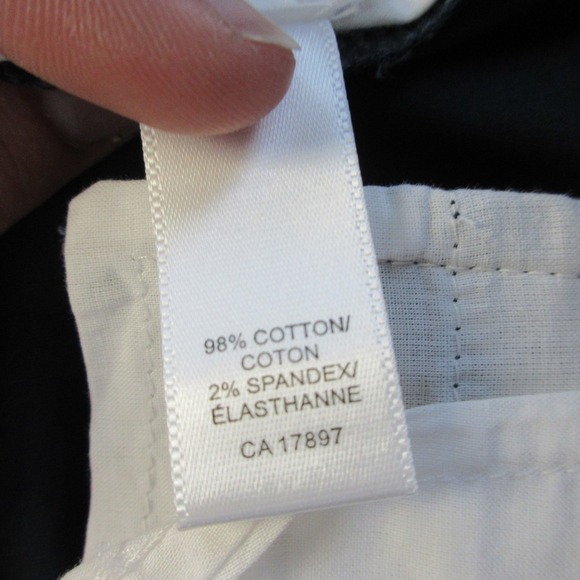 98% COTTON/
COTON
2% SPANDEX/
ÉLASTHANNE
CA 17897